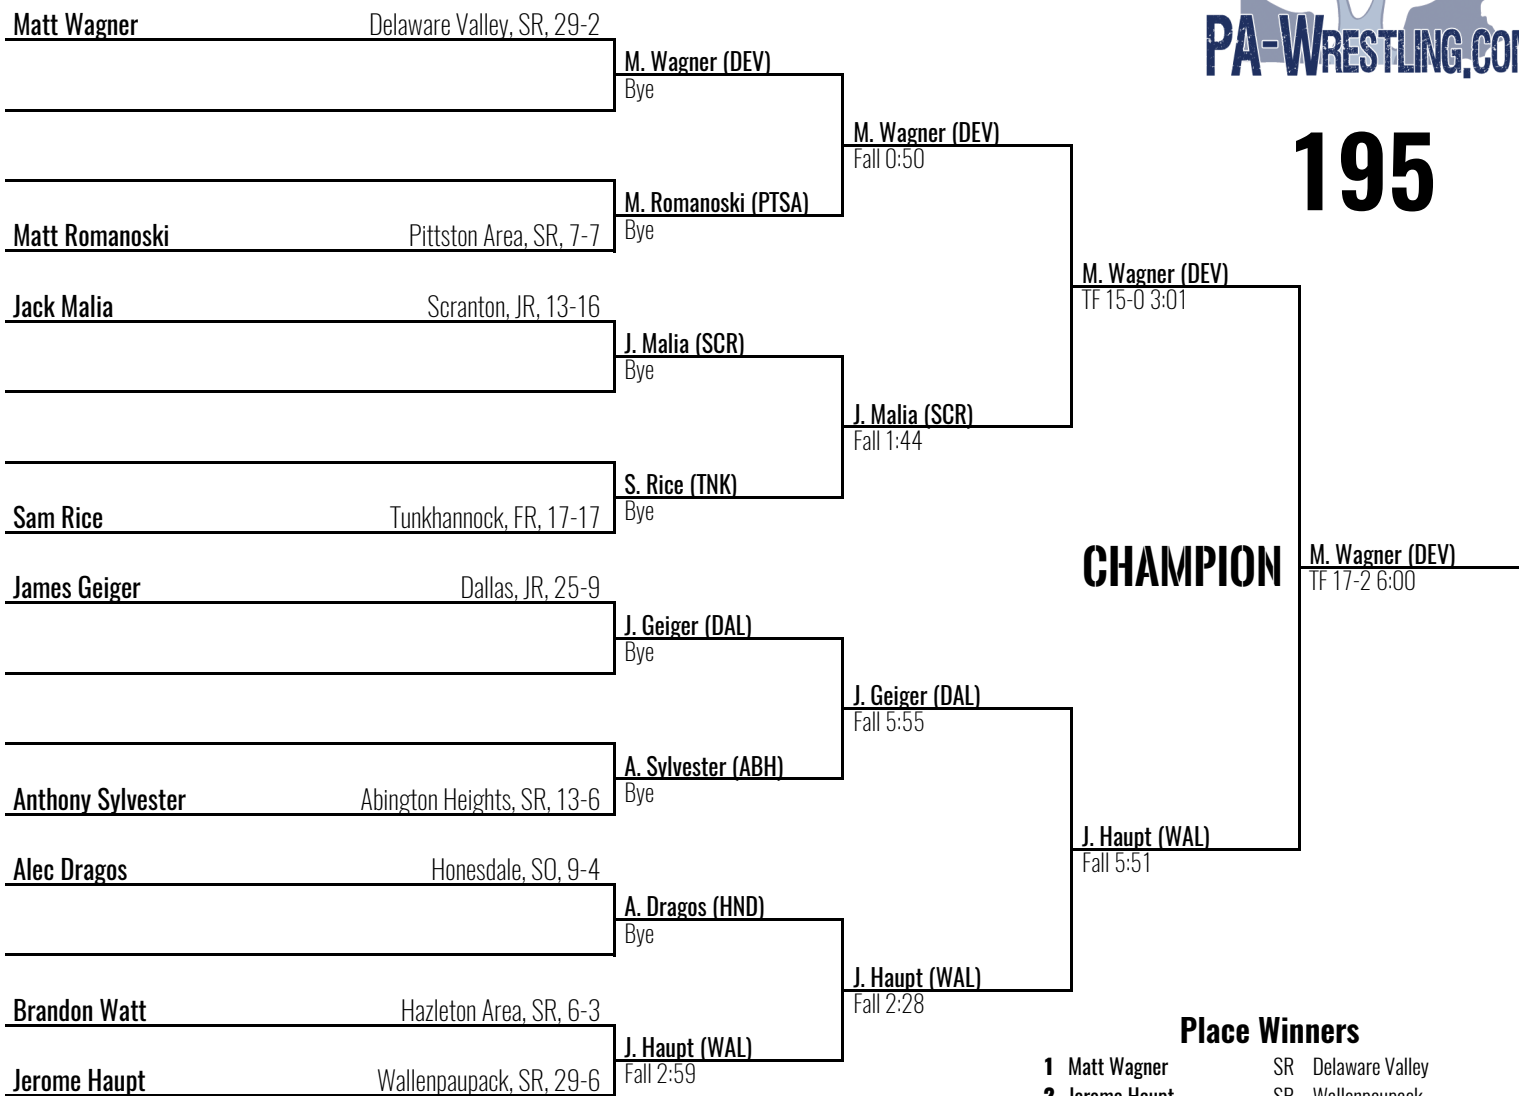 Matt Wagner Delaware Valley, SR, 29-2
M. Wagner (DEV)
Bye
M. Wagner (DEV)
Fall 0:50
M. Romanoski (PTSA)
Bye
Matt Romanoski Pittston Area, SR, 7-7
M. Wagner (DEV)
TF 15-0 3:01
Jack Malia Scranton, JR, 13-16
J. Malia (SCR)
Bye
J. Malia (SCR)
Fall 1:44
S. Rice (TNK)
Bye
Sam Rice Tunkhannock, FR, 17-17
CHAMPION
M. Wagner (DEV)
TF 17-2 6:00
James Geiger Dallas, JR, 25-9
J. Geiger (DAL)
Bye
J. Geiger (DAL)
Fall 5:55
A. Sylvester (ABH)
Bye
Anthony Sylvester Abington Heights, SR, 13-6
J. Haupt (WAL)
Fall 5:51
Alec Dragos Honesdale, SO, 9-4
A. Dragos (HND)
Bye
J. Haupt (WAL)
Fall 2:28
Brandon Watt Hazleton Area, SR, 6-3
J. Haupt (WAL)
Fall 2:59
Jerome Haupt Wallenpaupack, SR, 29-6
PA-WRESTLING.COM
195
Place Winners
1 Matt Wagner SR Delaware Valley
2 Jerome Haupt SR Wallenpaupack